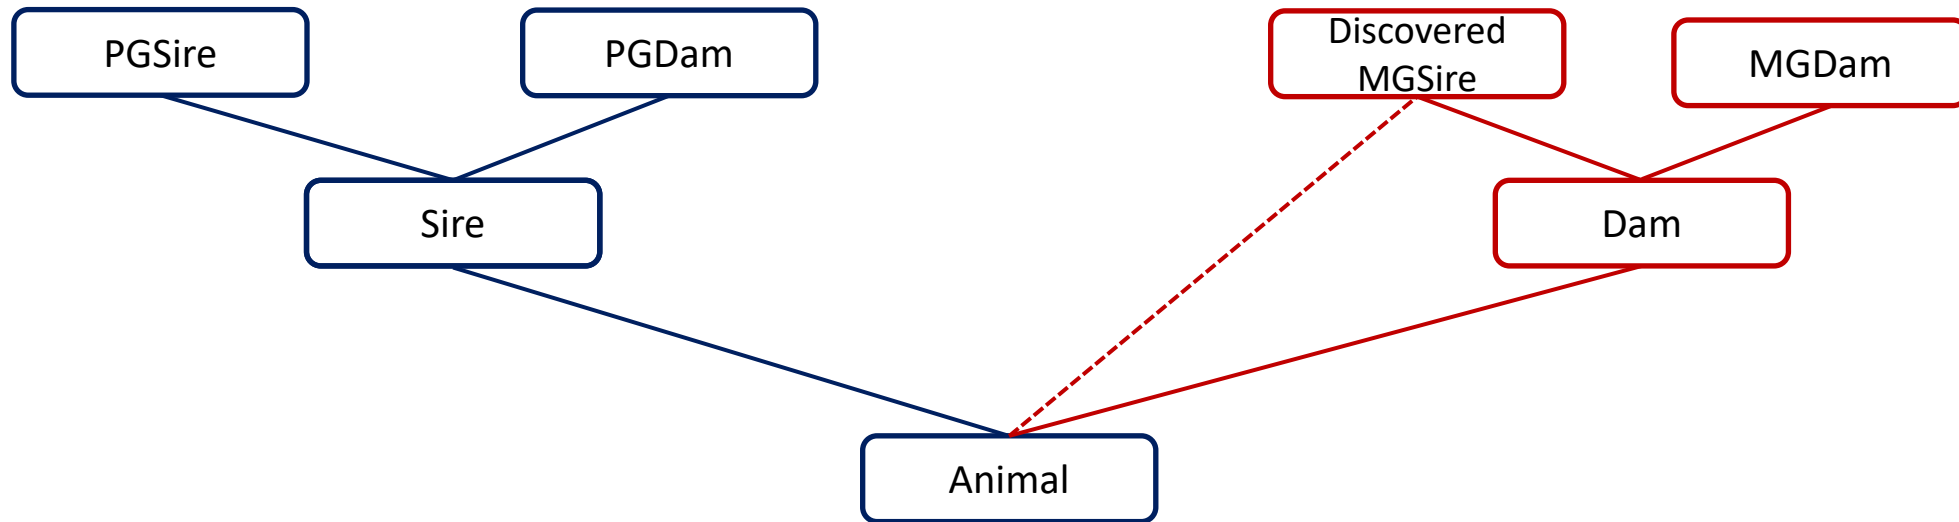 PGSire
PGDam
Discovered
MGSire
MGDam
Sire
Dam
Animal